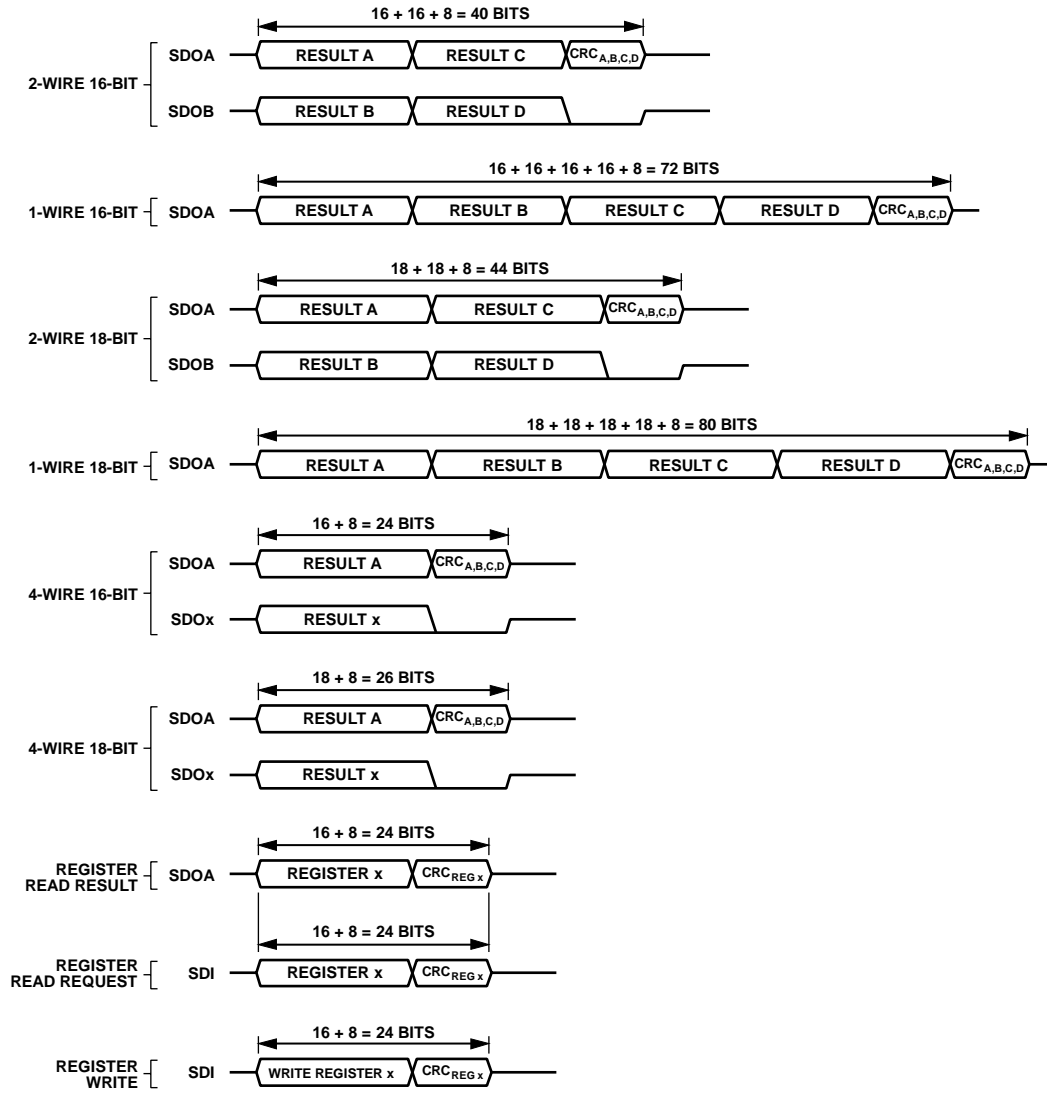 16 + 16 + 8 = 40 BITS
2-WIRE 16-BIT
SDOA RESULT A RESULT C CRCA,B,C,D
SDOB RESULT B RESULT D
16 + 16 + 16 + 16 + 8 = 72 BITS
1-WIRE 16-BIT SDOA RESULT A RESULT B RESULT C RESULT D CRCA,B,C,D
18 + 18 + 8 = 44 BITS
2-WIRE 18-BIT
SDOA RESULT A RESULT C CRCA,B,C,D
SDOB RESULT B RESULT D
18 + 18 + 18 + 18 + 8 = 80 BITS
1-WIRE 18-BIT SDOA RESULT A RESULT B RESULT C RESULT D CRCA,B,C,D
16 + 8 = 24 BITS
4-WIRE 16-BIT
SDOA RESULT A CRCA,B,C,D
SDOx RESULT x
18 + 8 = 26 BITS
4-WIRE 18-BIT
SDOA RESULT A CRCA,B,C,D
SDOx RESULT x
16 + 8 = 24 BITS
REGISTER
READ RESULT
SDOA REGISTER x CRCREG x
16 + 8 = 24 BITS
REGISTER
READ REQUEST
SDI REGISTER x CRCREG x
16 + 8 = 24 BITS
REGISTER
WRITE
SDI WRITE REGISTER x CRCREG x